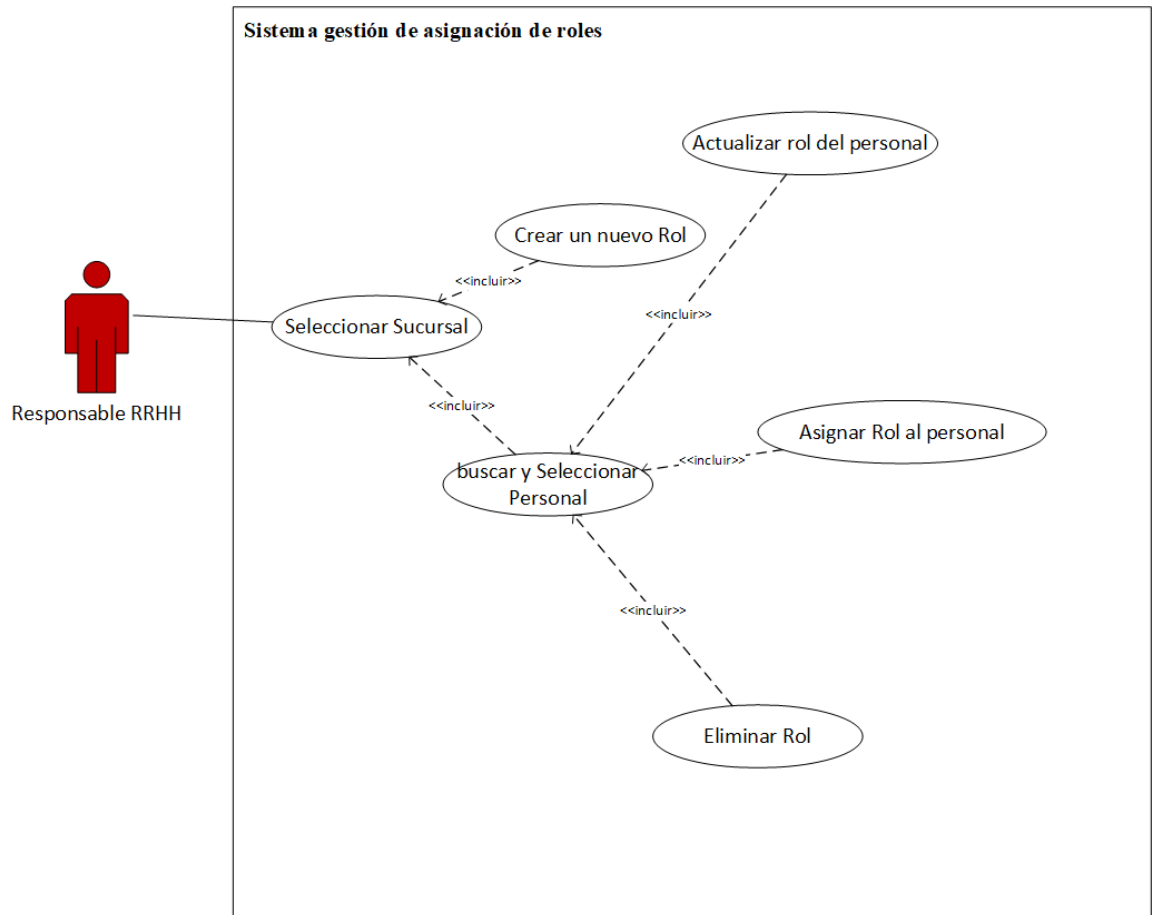 Sistema gestión de asignación de roles
Actualizar rol del personal
Crear un nuevo Rol
<<incluir>>
<<incluir>>
Seleccionar Sucursal
Responsable RRHH
<<incluir>>
Asignar Rol al personal
<<incluir>>
buscar y Seleccionar
Personal
<<incluir>>
Eliminar Rol